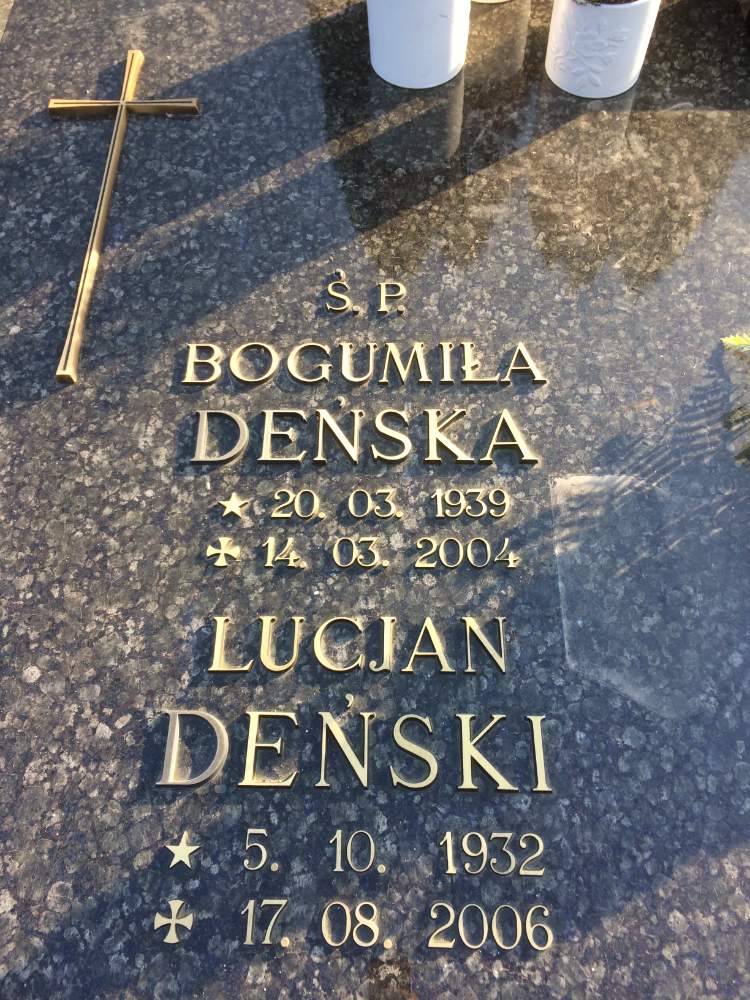 Ś. P.
BOGUMIŁA
DEŃSKA
★ 20. 03. 1939
✠ 14. 03. 2004
LUCJAN
DEŃSKI
★ 5. 10. 1932
✠ 17. 08. 2006